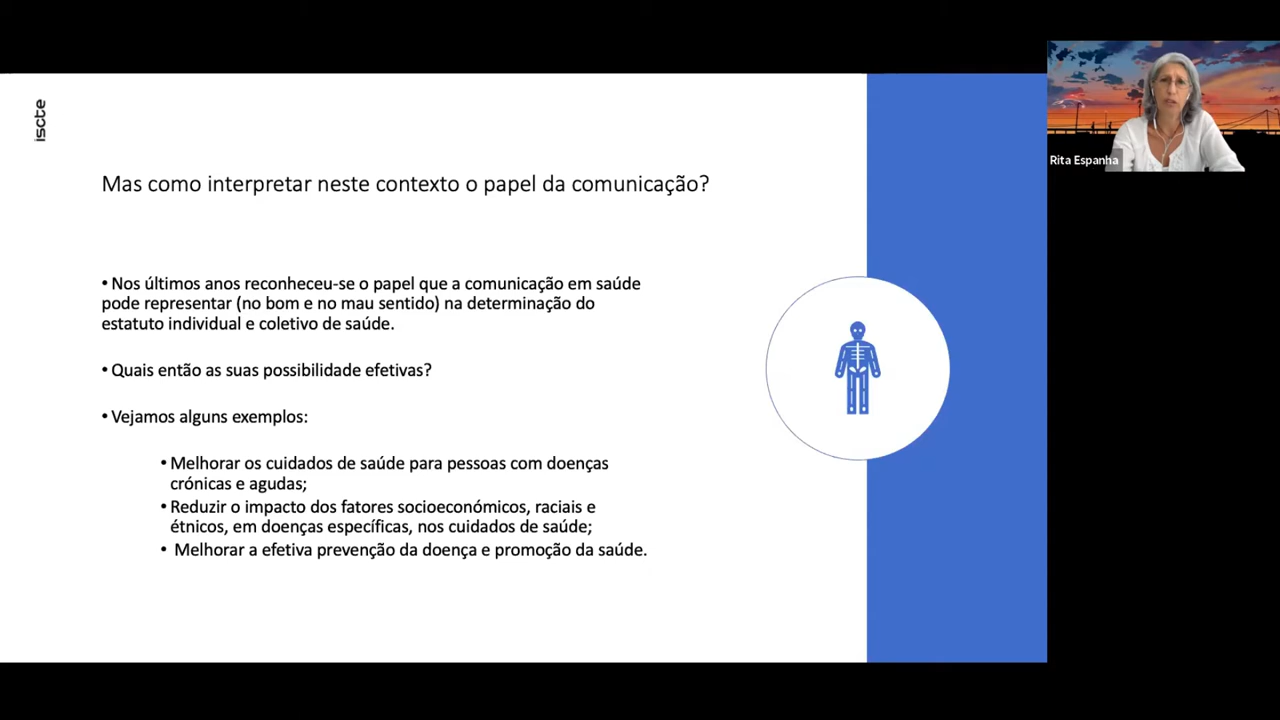 iscte
Mas como interpretar neste contexto o papel da comunicação?
• Nos últimos anos reconheceu-se o papel que a comunicação em saúde
pode representar (no bom e no mau sentido) na determinação do
estatuto individual e coletivo de saúde.
• Quais então as suas possibilidade efetivas?
• Vejamos alguns exemplos:
• Melhorar os cuidados de saúde para pessoas com doenças
crónicas e agudas;
• Reduzir o impacto dos fatores socioeconómicos, raciais e
étnicos, em doenças específicas, nos cuidados de saúde;
• Melhorar a efetiva prevenção da doença e promoção da saúde.
Rita Espanha